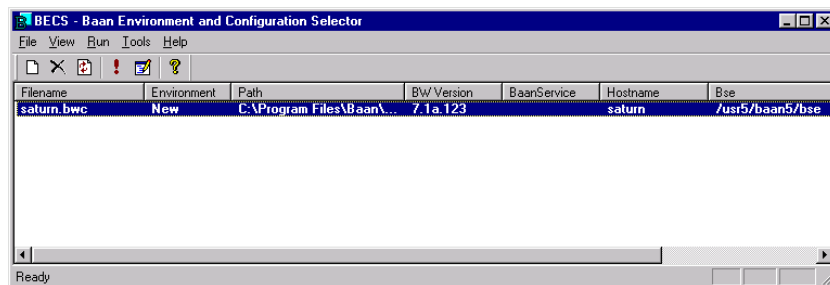 BECS - Baan Environment and Configuration Selector
File View Run Tools Help
Filename Environment Path BW Version BaanService Hostname Bse
saturn.bwc New C:\Program Files\Baan\... 7.1a.123 saturn /usr5/baan5/bse
Ready